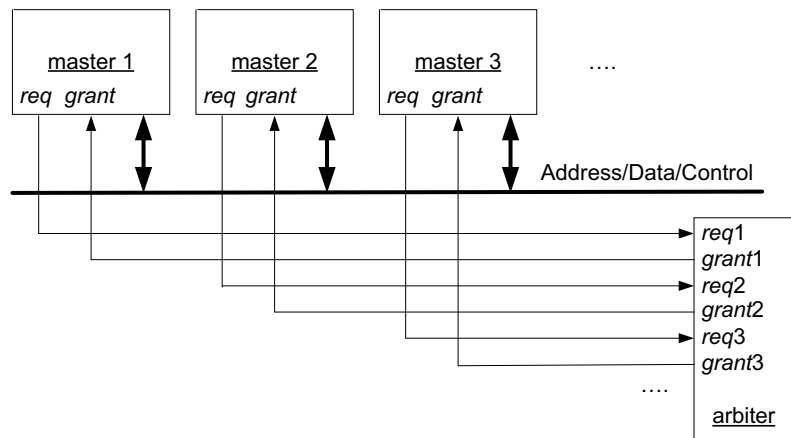 master 1
req grant
master 2
req grant
master 3
req grant
....
Address/Data/Control
req1
grant1
req2
grant2
req3
grant3
....
arbiter